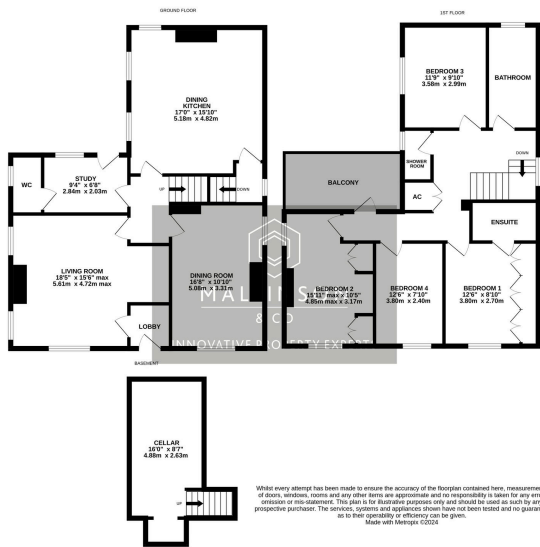 GROUND FLOOR
1ST FLOOR
DINING
KITCHEN
17'0" x 15'10"
5.18m x 4.82m
BEDROOM 3
11'9" x 9'10"
3.58m x 2.99m
BATHROOM
STUDY
9'4" x 6'8"
2.84m x 2.03m
WC
UP
DOWN
SHOWER
ROOM
DOWN
BALCONY
AC
ENSUITE
LIVING ROOM
18'5" x 15'6" max
5.61m x 4.72m max
DINING ROOM
16'8" x 10'10"
5.08m x 3.31m
BEDROOM 2
15'11" max x 10'5"
4.85m max x 3.17m
BEDROOM 4
12'6" x 7'10"
3.80m x 2.40m
BEDROOM 1
12'6" x 8'10"
3.80m x 2.70m
LOBBY
& CO
INNOVATIVE PROPERTY
BASEMENT
CELLAR
16'0" x 8'7"
4.88m x 2.63m
UP
Whilst every attempt has been made to ensure the accuracy of the floorplan contained here, measuremen
of doors, windows, rooms and any other items are approximate and no responsibility is taken for any erro
omission or mis-statement. This plan is for illustrative purposes only and should be used as such by any
prospective purchaser. The services, systems and appliances shown have not been tested and no guaran
as to their operability or efficiency can be given.
Made with Metropix ©2024